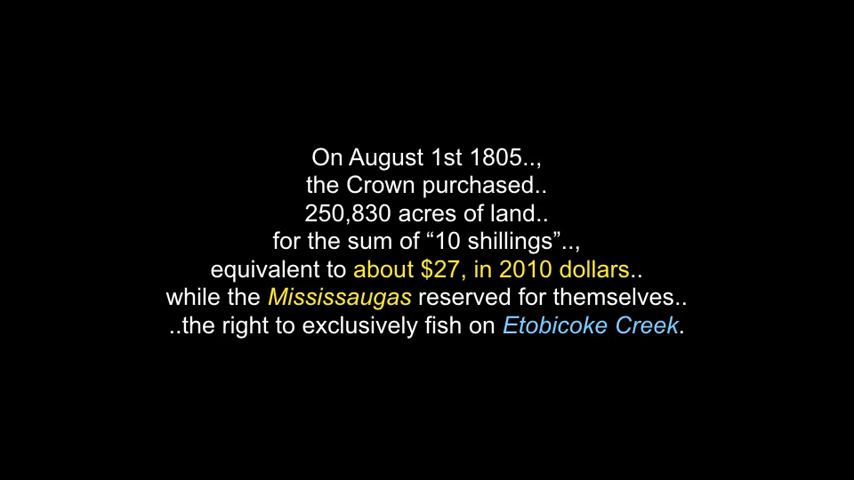 On August 1st 1805..,
the Crown purchased..
250,830 acres of land..
for the sum of “10 shillings”..,
equivalent to about $27, in 2010 dollars..
while the Mississaugas reserved for themselves..
..the right to exclusively fish on Etobicoke Creek.